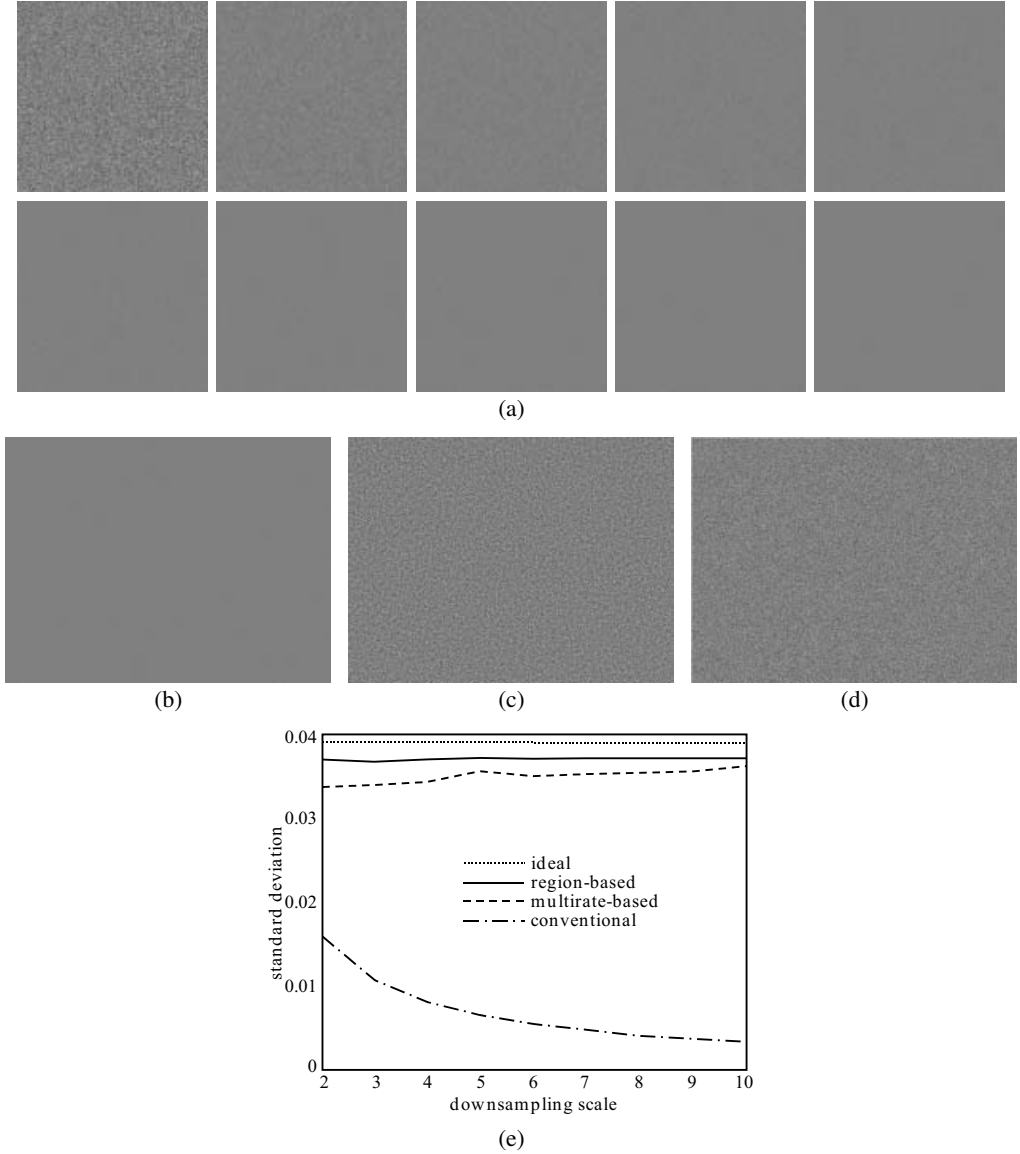 (a)
(b)
(c)
(d)
0.04
0.03
0.02
0.01
0
standard deviation
ideal
region-based
multirate-based
conventional
2 3 4 5 6 7 8 9 10
downsampling scale
(e)